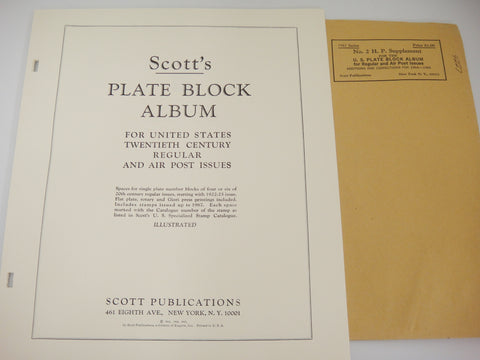 Scott's
PLATE BLOCK
ALBUM
FOR UNITED STATES
TWENTIETH CENTURY
REGULAR
AND AIR POST ISSUES
Spaces for single plate number blocks of four or six of
20th century regular issues, starting with 1922-25 issue.
Flat plate, rotary and Giori press printings included.
Includes stamps issued up to 1967. Each space
marked with the Catalogue number of the stamp as
listed in Scott's U. S. Specialized Stamp Catalogue.
ILLUSTRATED
SCOTT PUBLICATIONS
461 EIGHTH AVE., NEW YORK, N. Y. 10001
No. 2 H. P. Supplement
FOR THE
U. S. PLATE BLOCK ALBUM
for Regular and Air Post Issues
Scott Publications New York N. Y. 10001